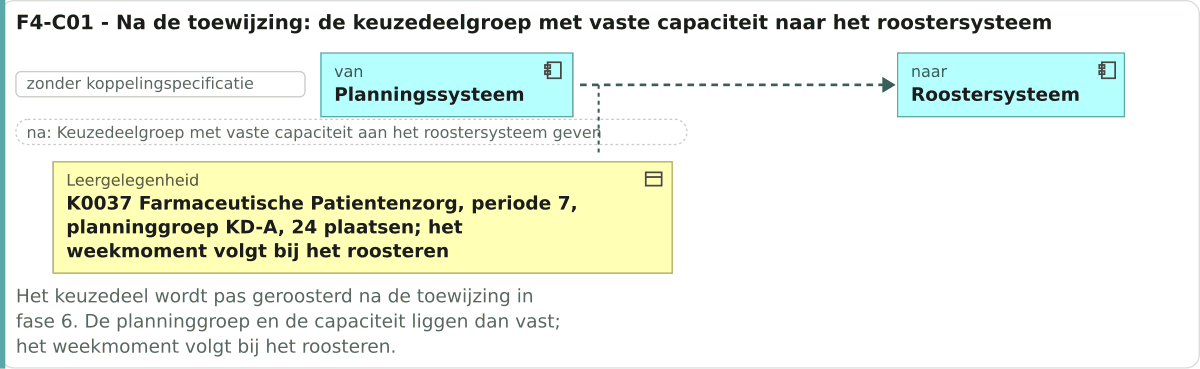 F4-C01 - Na de toewijzing: de keuzedeelgroep met vaste capaciteit naar het roostersysteem
zonder koppelingspecificatie
van
Planningssysteem
naar
Roostersysteem
na: Keuzedeelgroep met vaste capaciteit aan het roostersysteem geven
Leergelegenheid
K0037 Farmaceutische Patientenzorg, periode 7,
planninggroep KD-A, 24 plaatsen; het
weekmoment volgt bij het roosteren
Het keuzedeel wordt pas geroosterd na de toewijzing in
fase 6. De planninggroep en de capaciteit liggen dan vast;
het weekmoment volgt bij het roosteren.